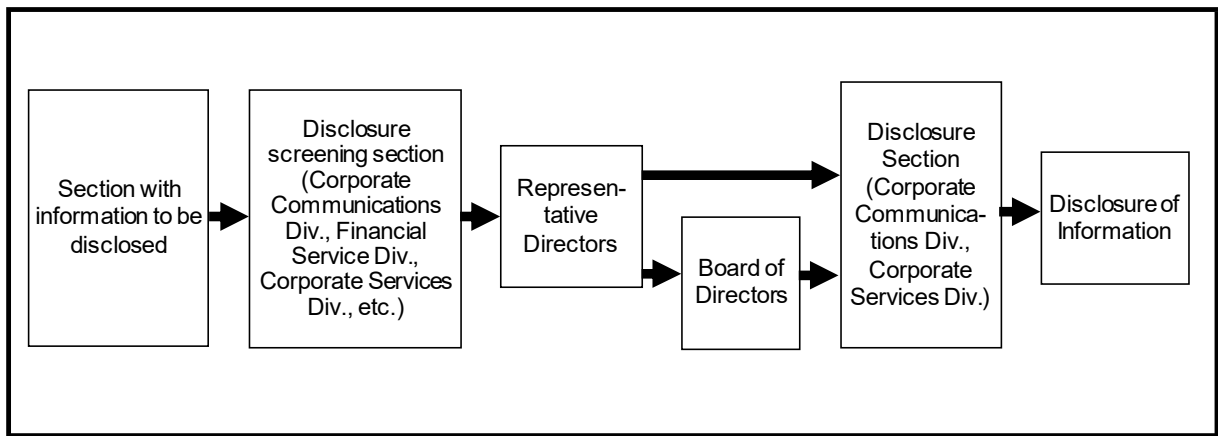 Section with
information to be
disclosed
Disclosure
screening section
(Corporate
Communications
Div., Financial
Service Div.,
Corporate Services
Div., etc.)
Represen-
tative
Directors
Board of
Directors
Disclosure
Section
(Corporate
Communica-
tions Div.,
Corporate
Services Div.)
Disclosure of
Information